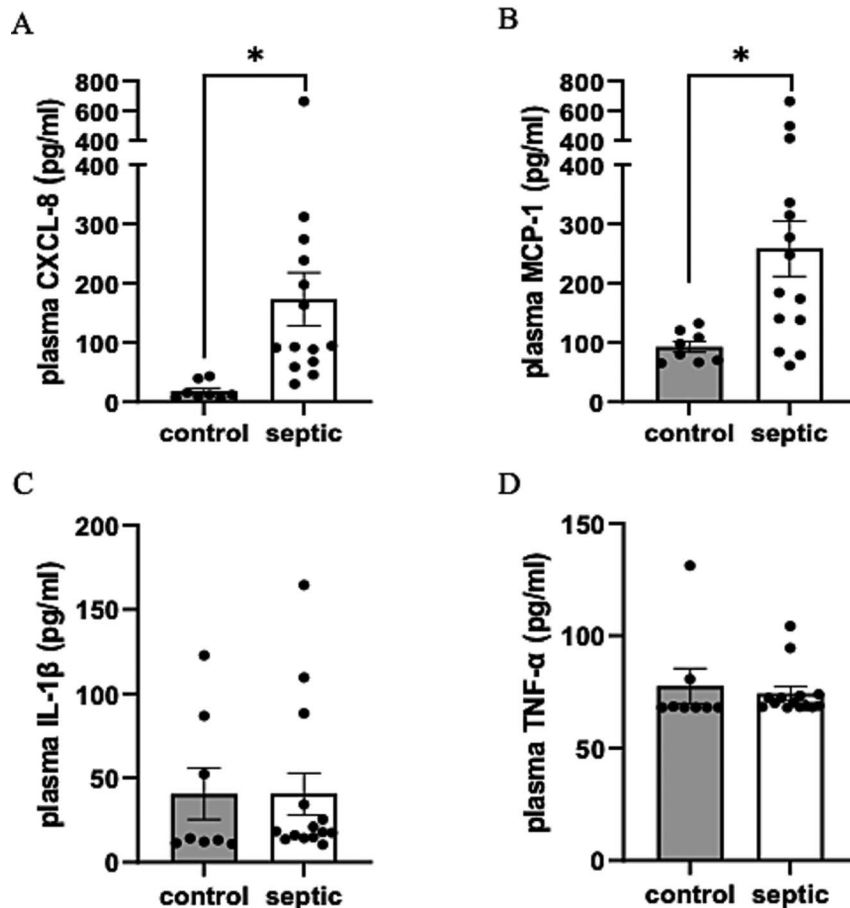 A
*
plasma CXCL-8 (pg/ml)
800
600
400
400
300
200
100
0
control septic
B
*
plasma MCP-1 (pg/ml)
800
600
400
400
300
200
100
0
control septic
C
plasma IL-1β (pg/ml)
200
150
100
50
0
control septic
D
plasma TNF-α (pg/ml)
150
100
50
0
control septic